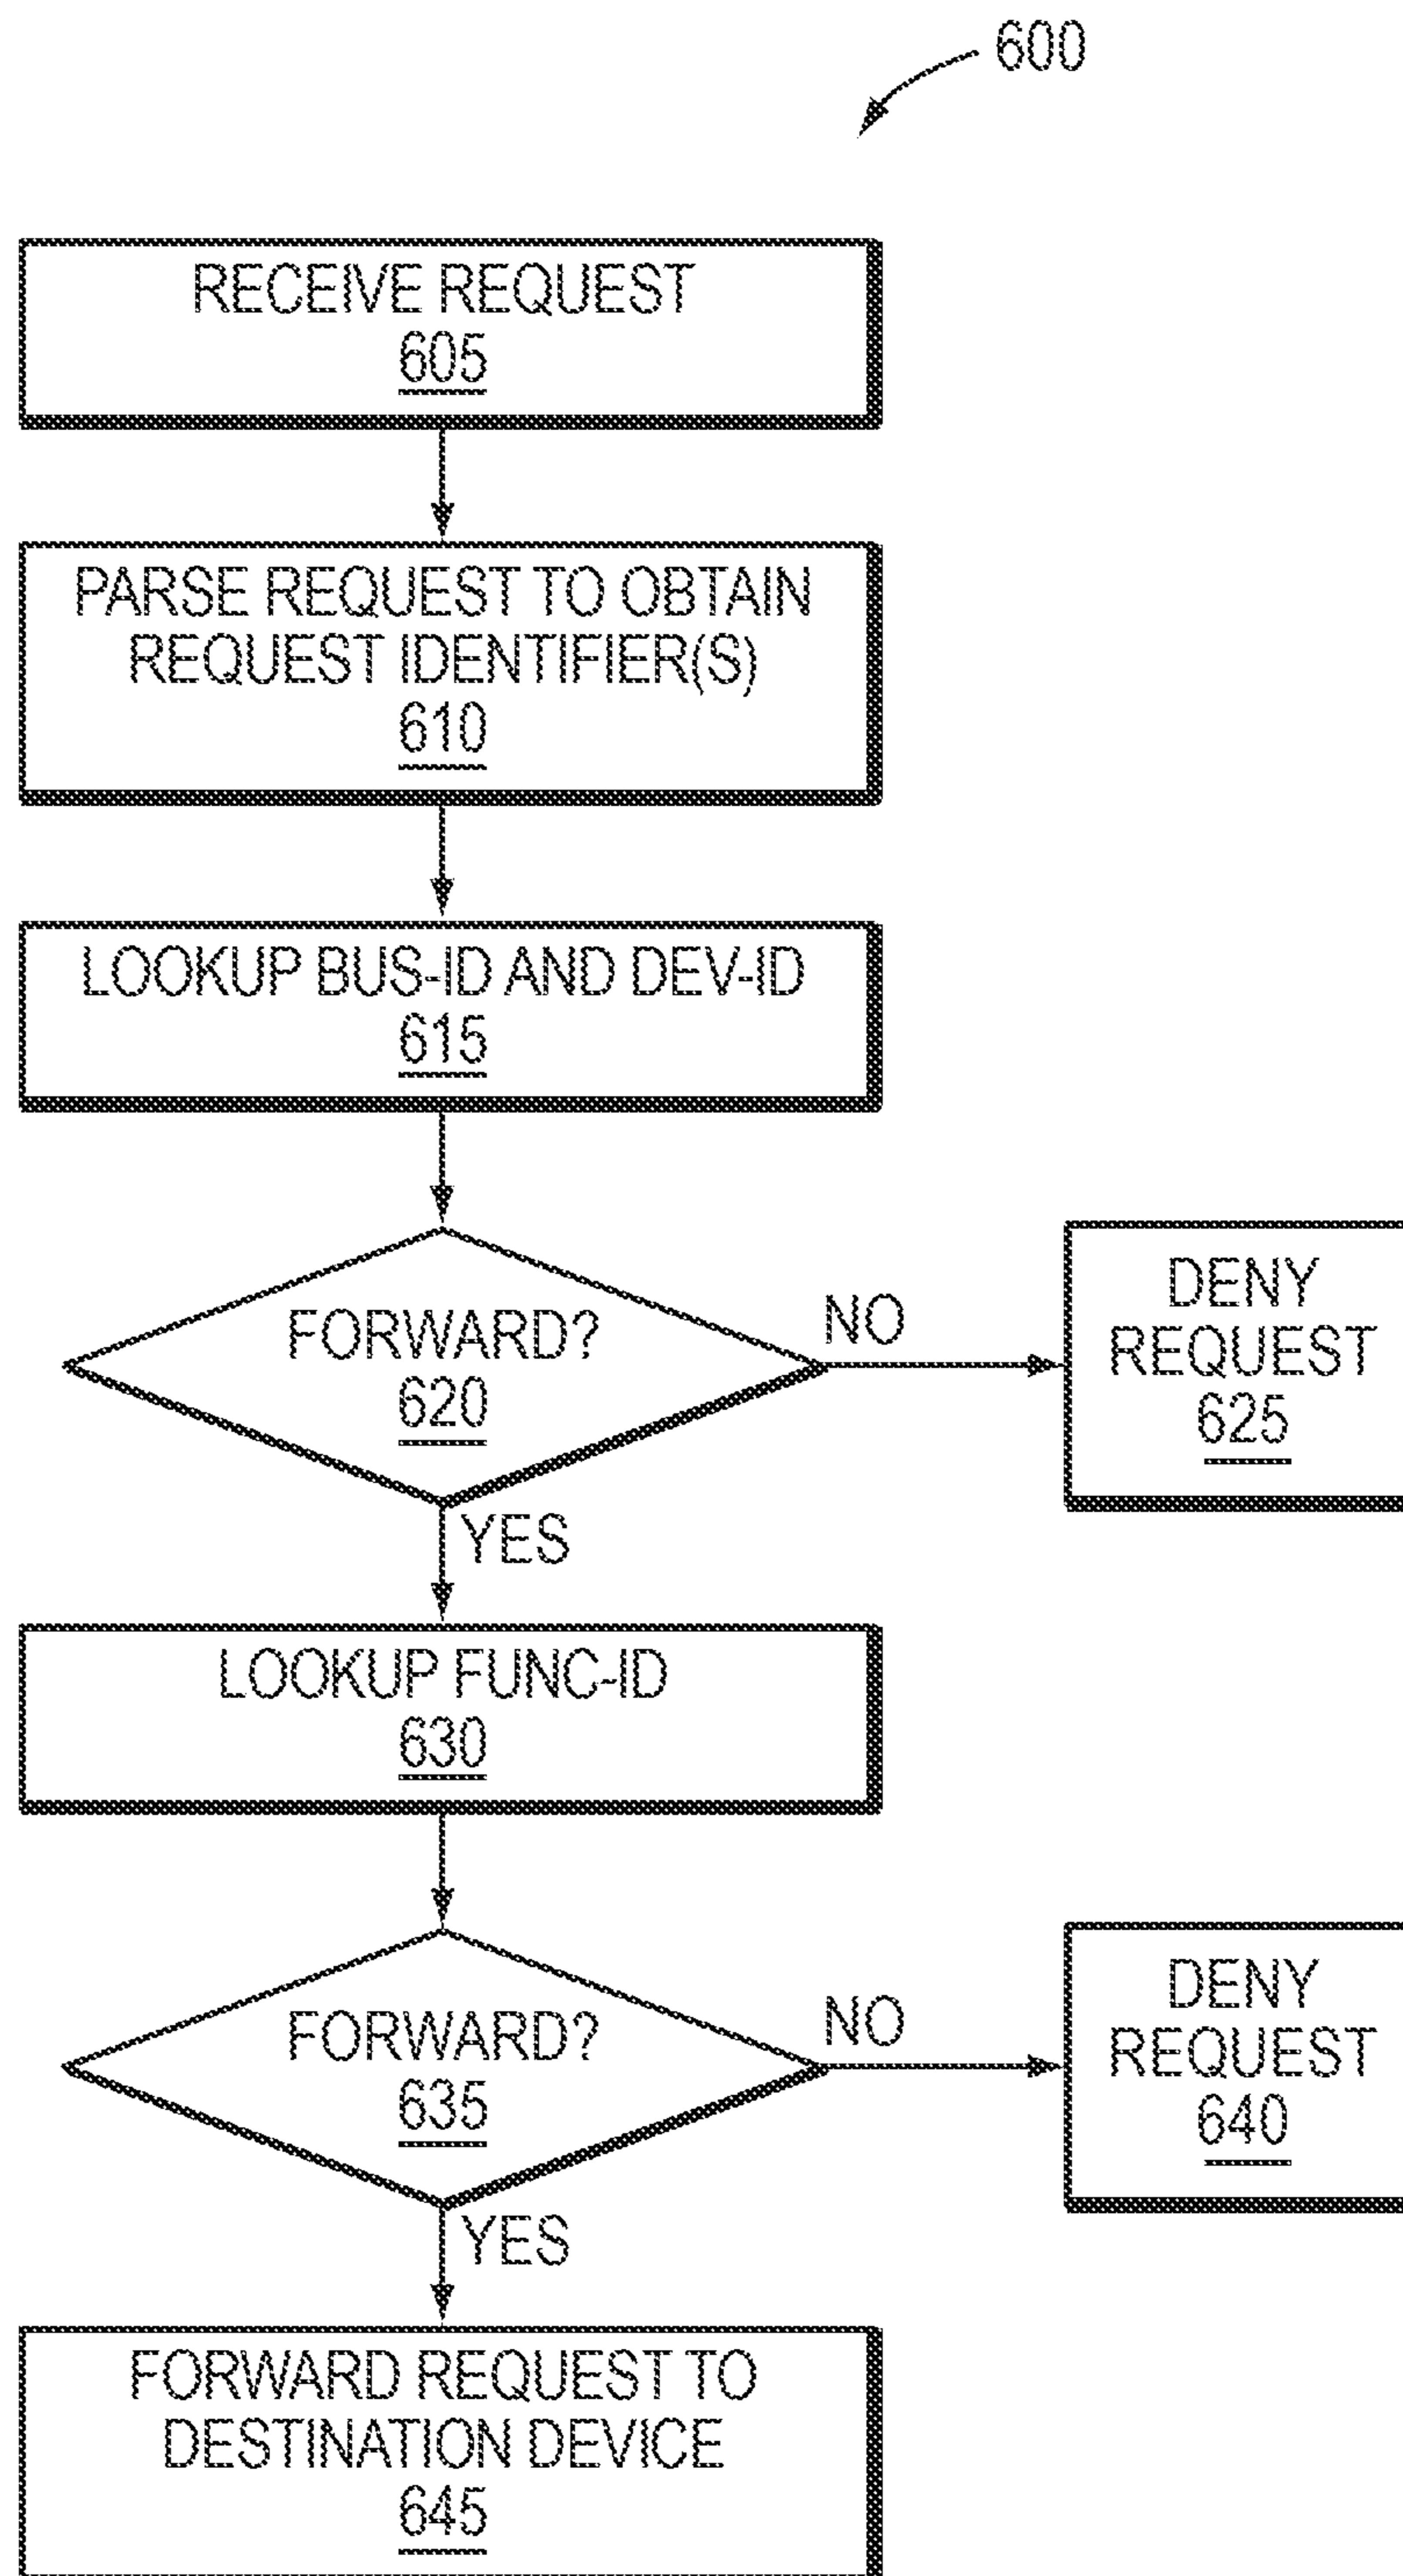 600
RECEIVE REQUEST
605
PARSE REQUEST TO OBTAIN
REQUEST IDENTIFIER(S)
610
LOOKUP BUS-ID AND DEV-ID
615
FORWARD?
620
NO
DENY
REQUEST
625
YES
LOOKUP FUNC-ID
630
FORWARD?
635
NO
DENY
REQUEST
640
YES
FORWARD REQUEST TO
DESTINATION DEVICE
645